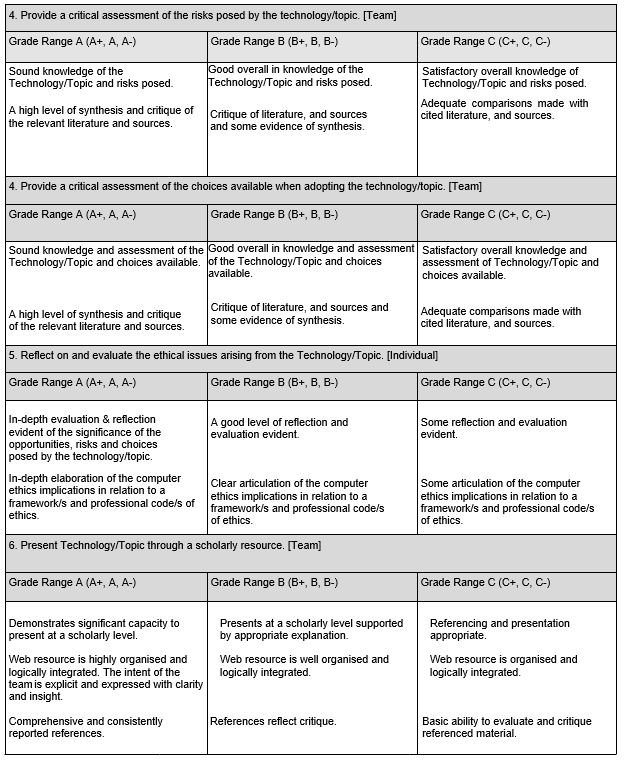 4. Provide a critical assessment of the risks posed by the technology/topic. [Team]
Grade Range A (A+, A, A-)
Grade Range B (B+, B, B-)
Grade Range C (C+, C, C-)
Sound knowledge of the
Technology/Topic and risks posed.
A high level of synthesis and critique of
the relevant literature and sources.
Good overall in knowledge of the
Technology/Topic and risks posed.
Critique of literature, and sources
and some evidence of synthesis.
Satisfactory overall knowledge of
Technology/Topic and risks posed.
Adequate comparisons made with
cited literature, and sources.
4. Provide a critical assessment of the choices available when adopting the technology/topic. [Team]
Grade Range A (A+, A, A-)
Grade Range B (B+, B, B-)
Grade Range C (C+, C, C-)
Sound knowledge and assessment of the
Technology/Topic and choices available.
A high level of synthesis and critique
of the relevant literature and sources.
Good overall in knowledge and assessment
of the Technology/Topic and choices
available.
Critique of literature, and sources and
some evidence of synthesis.
Satisfactory overall knowledge and
assessment of Technology/Topic and
choices available.
Adequate comparisons made with
cited literature, and sources.
5. Reflect on and evaluate the ethical issues arising from the Technology/Topic. [Individual]
Grade Range A (A+, A, A-)
Grade Range B (B+, B, B-)
Grade Range C (C+, C, C-)
In-depth evaluation & reflection
evident of the significance of the
opportunities, risks and choices
posed by the technology/topic.
In-depth elaboration of the computer
ethics implications in relation to a
framework/s and professional code/s of
ethics.
A good level of reflection and
evaluation evident.
Clear articulation of the computer
ethics implications in relation to a
framework/s and professional code/s
of ethics.
Some reflection and evaluation
evident.
Some articulation of the computer
ethics implications in relation to a
framework/s and professional code/s
of ethics.
6. Present Technology/Topic through a scholarly resource. [Team]
Grade Range A (A+, A, A-)
Grade Range B (B+, B, B-)
Grade Range C (C+, C, C-)
Demonstrates significant capacity to
present at a scholarly level.
Web resource is highly organised and
logically integrated. The intent of the
team is explicit and expressed with clarity
and insight.
Comprehensive and consistently
reported references.
Presents at a scholarly level supported
by appropriate explanation.
Web resource is well organised and
logically integrated.
References reflect critique.
Referencing and presentation
appropriate.
Web resource is organised and
logically integrated.
Basic ability to evaluate and critique
referenced material.